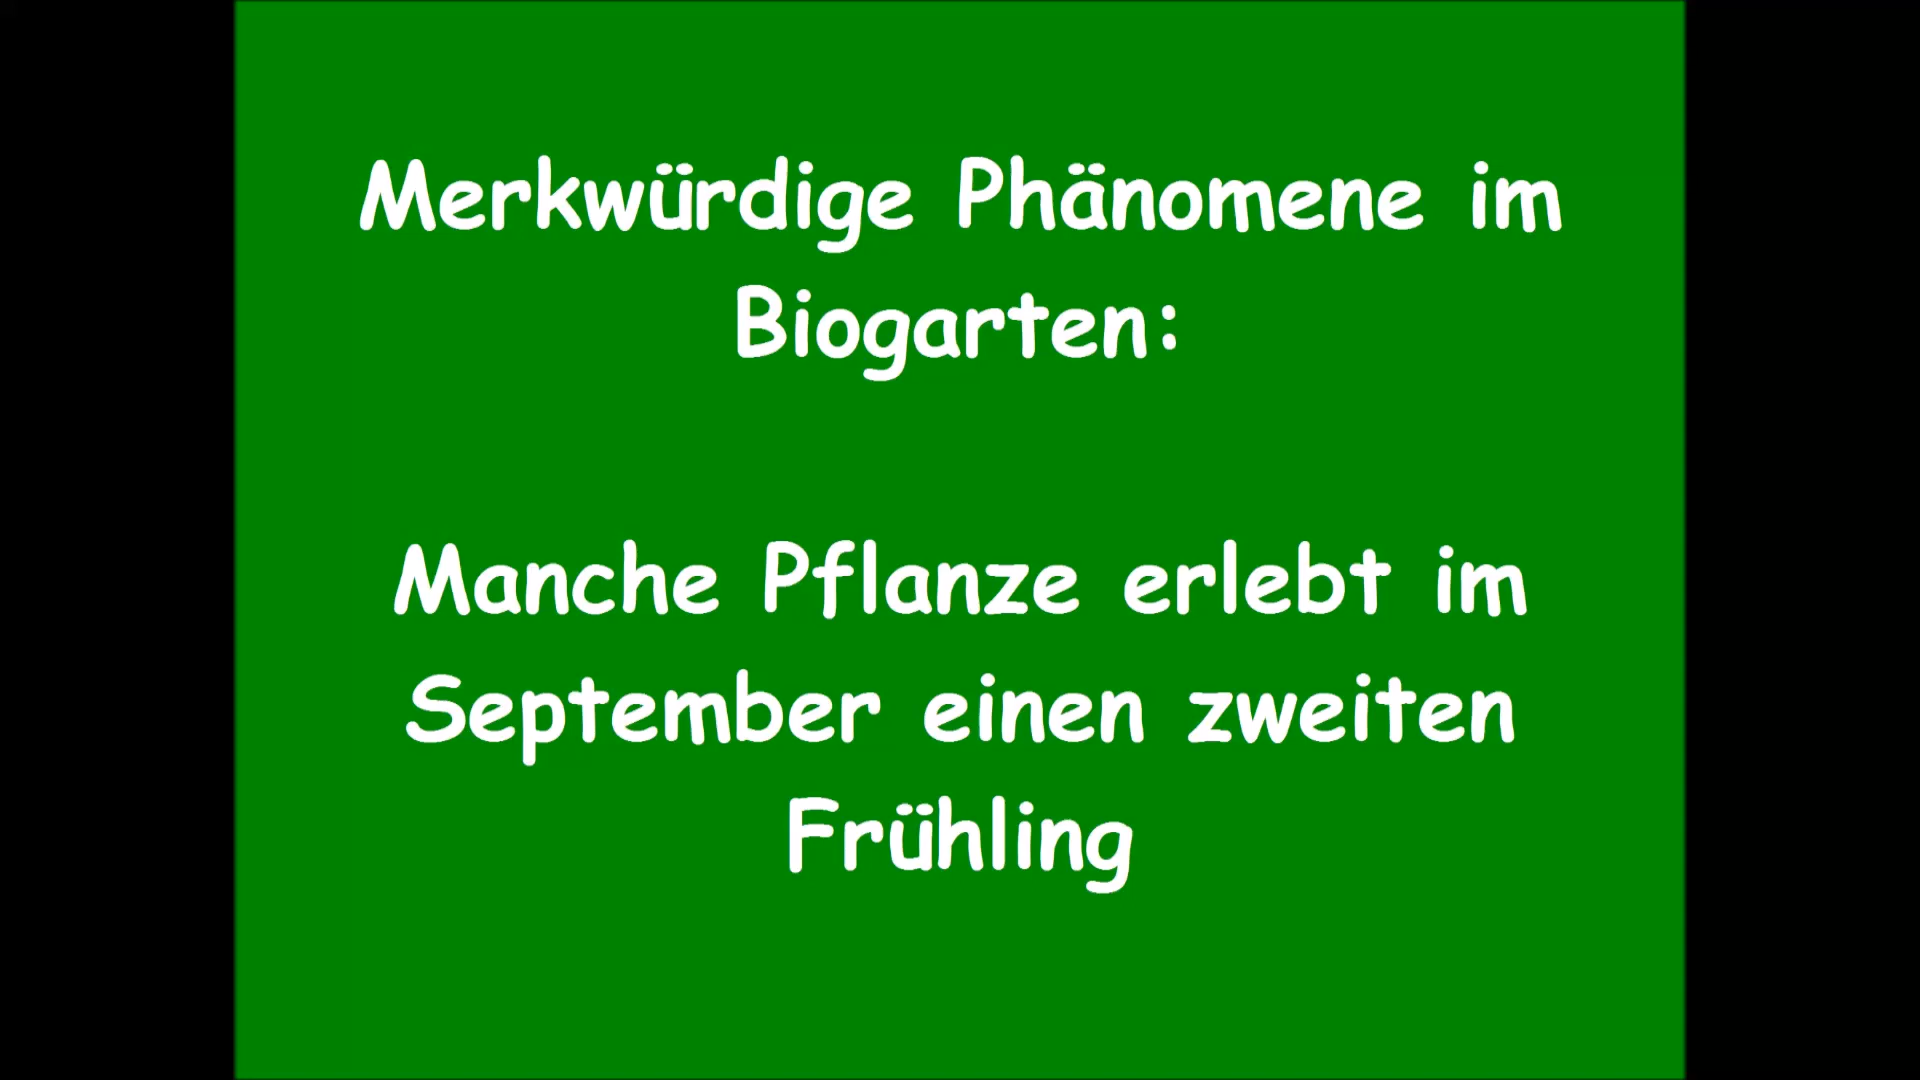 Merkwürdige Phänomene im
Biogarten:
Manche Pflanze erlebt im
September einen zweiten
Frühling